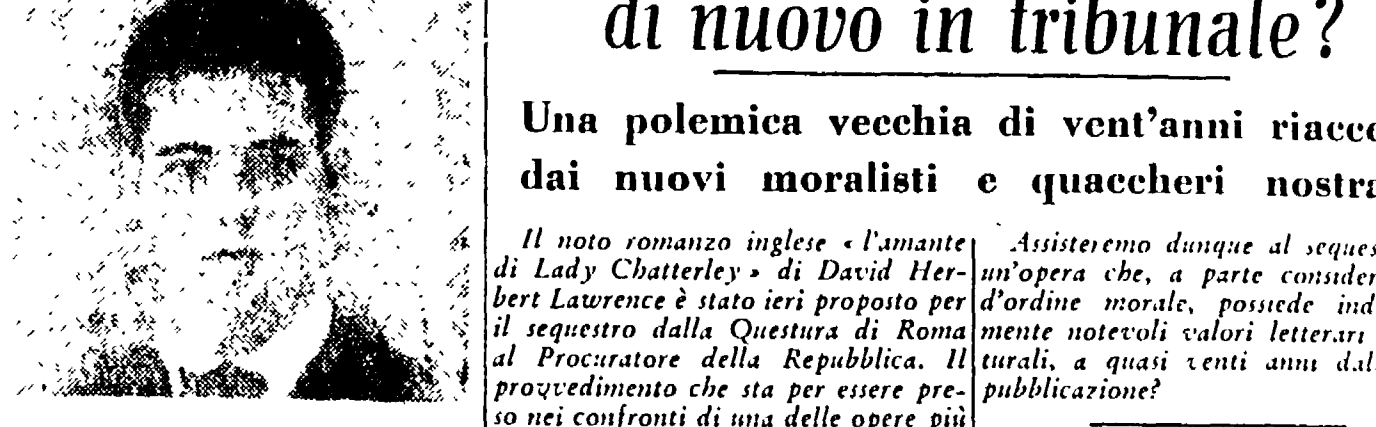 di nuovo in tribunale?
Una polemica vecchia di vent'anni riacce
dai nuovi moralisti e quaccheri nostra
Il noto romanzo inglese « l'amante
di Lady Chatterley » di David Her-
bert Lawrence è stato ieri proposto per
il sequestro dalla Questura di Roma
al Procuratore della Repubblica. Il
provvedimento che sta per essere pre-
so nei confronti di una delle opere più
Assisteremo dunque al seques
un'opera che, a parte consider
d'ordine morale, possiede ind
mente notevoli valori letterari
turali, a quasi venti anni dal
pubblicazione?